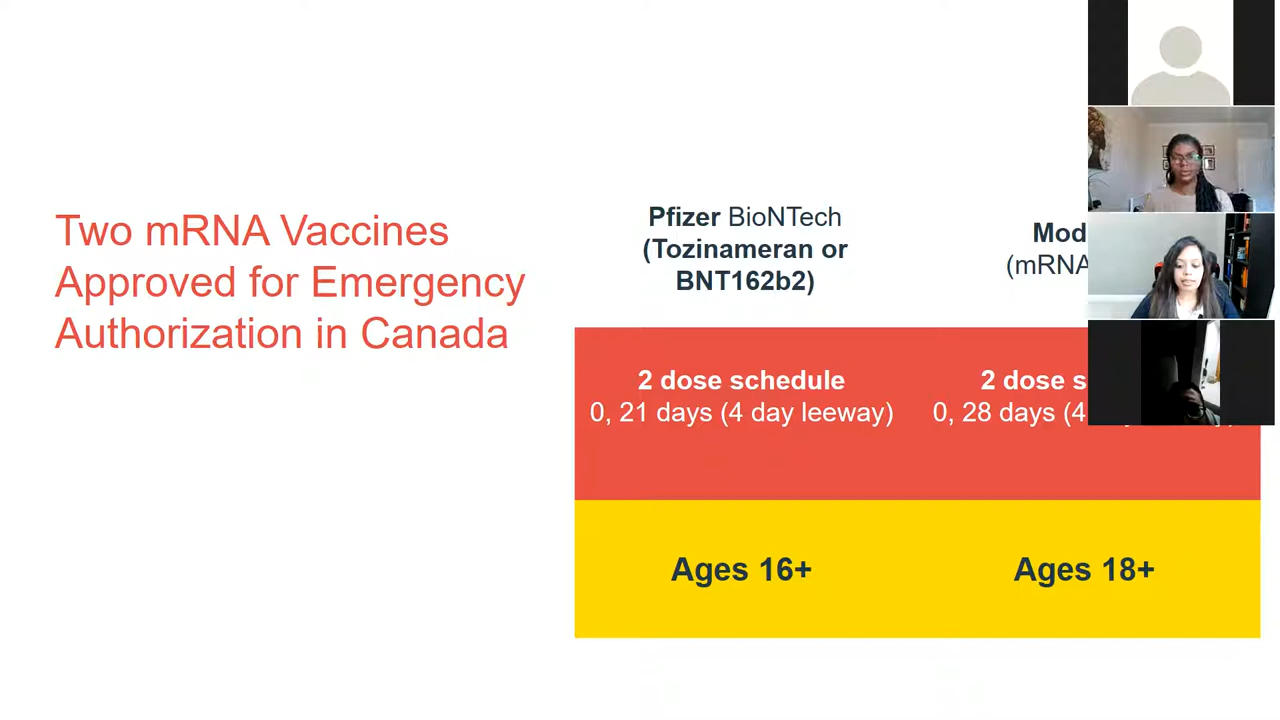 Two mRNA Vaccines
Approved for Emergency
Authorization in Canada
Pfizer BioNTech
(Tozinameran or
BNT162b2)
Mod
(mRNA
2 dose schedule
0, 21 days (4 day leeway)
2 dose s
0, 28 days (4
Ages 16+
Ages 18+